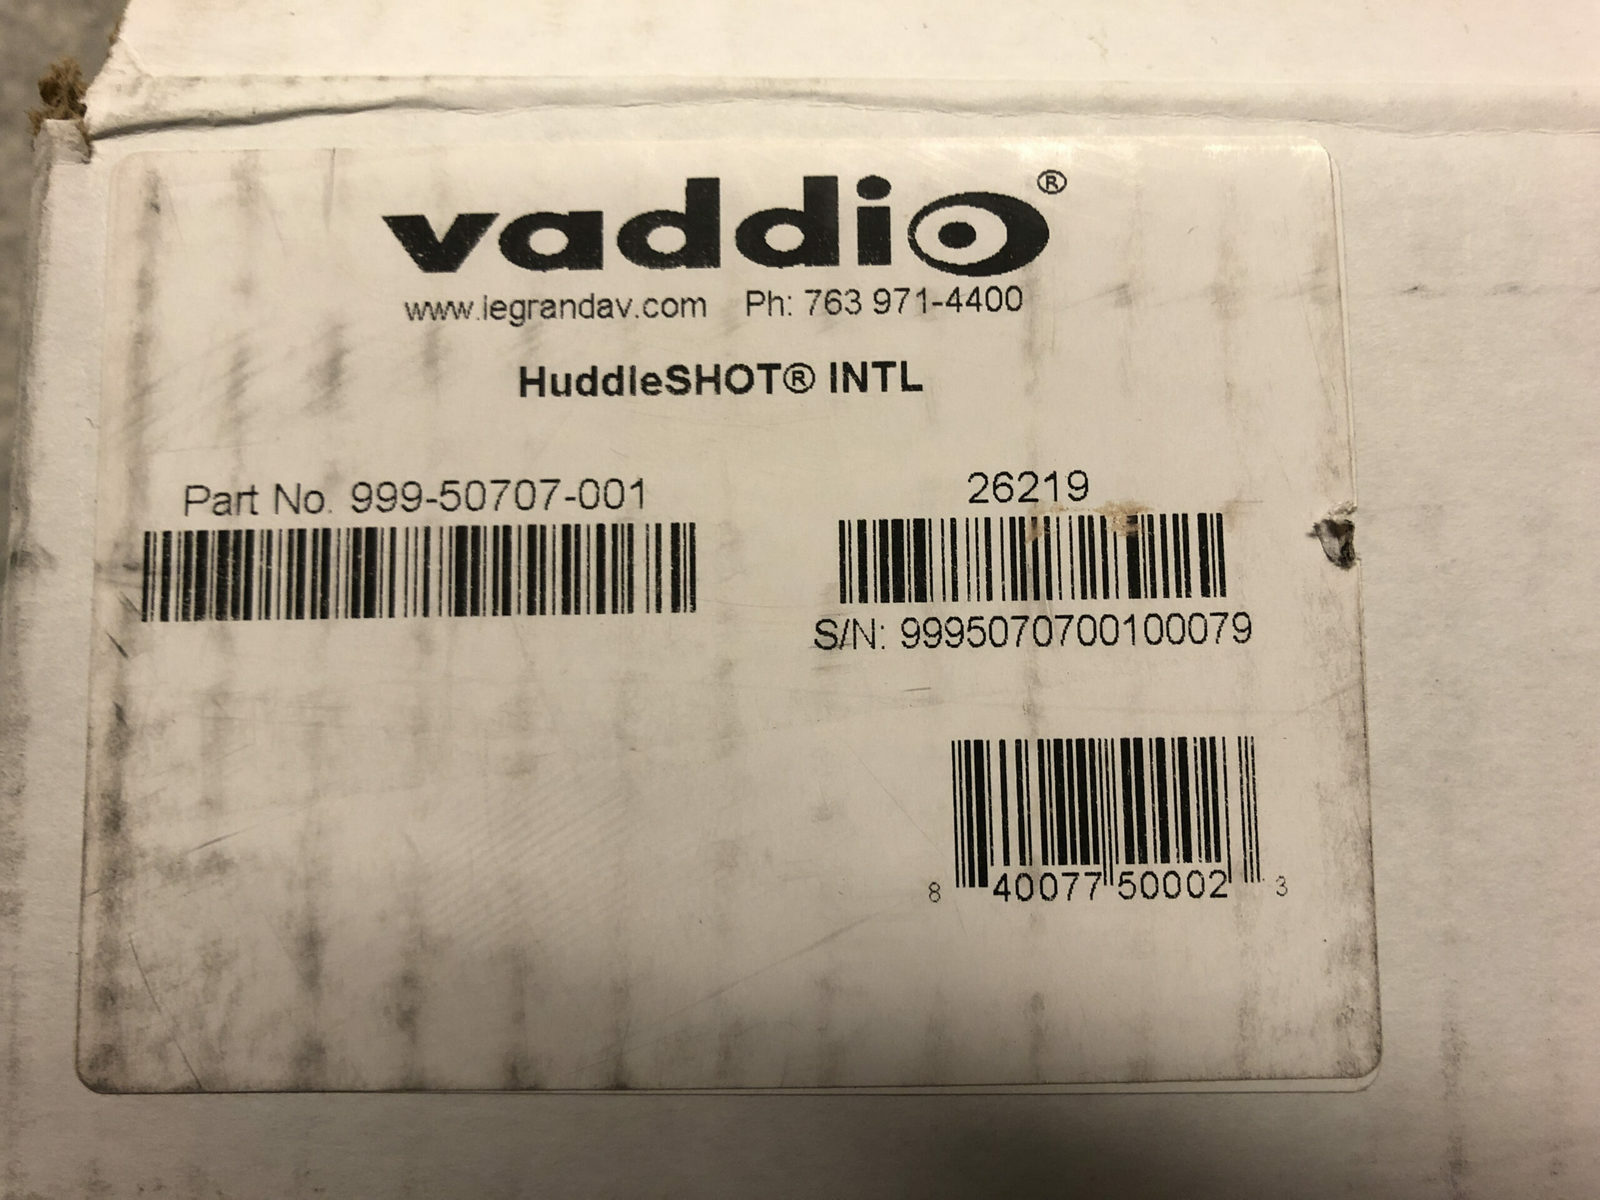 vaddio®
www.legrandav.com Ph: 763 971-4400
HuddleSHOT® INTL
Part No. 999-50707-001
26219
S/N: 9995070700100079
8 40077 50002 3